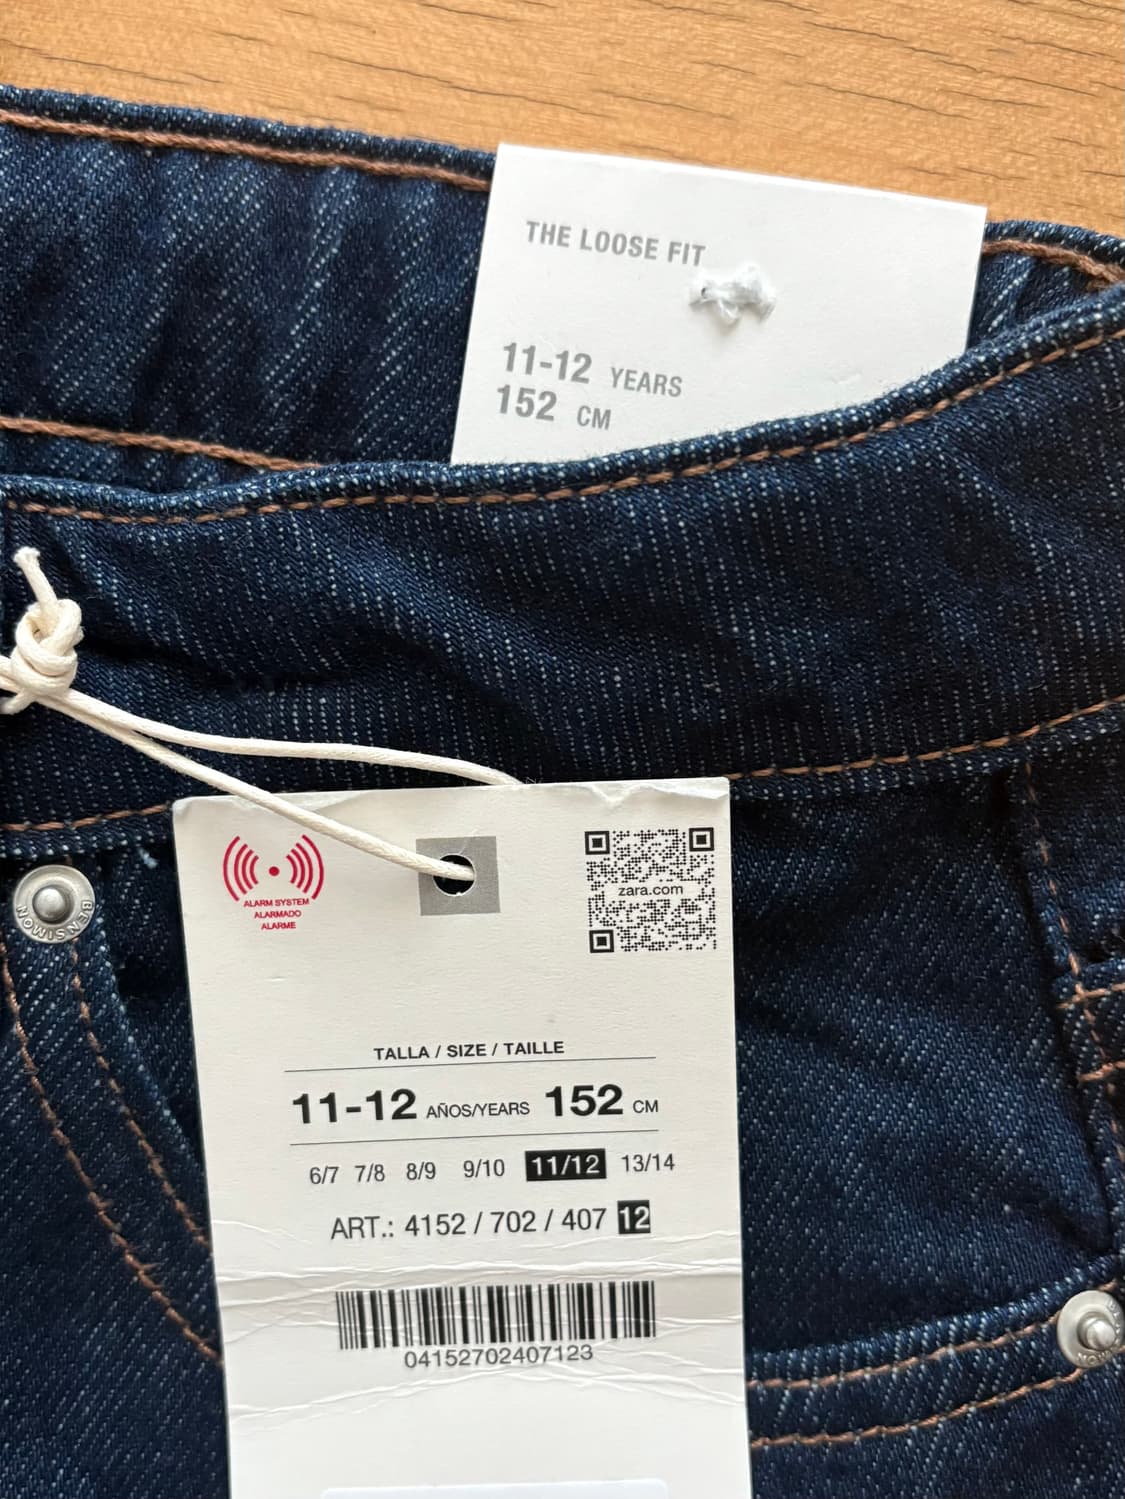 THE LOOSE FIT
11-12 YEARS
152 CM
ALARM SYSTEM
ALARMADO
ALARME
zara.com
BENSIMON
TALLA / SIZE / TAILLE
11-12 AÑOS/YEARS 152 CM
6/7 7/8 8/9 9/10 11/12 13/14
ART.: 4152 / 702 / 407 12
04152702407123